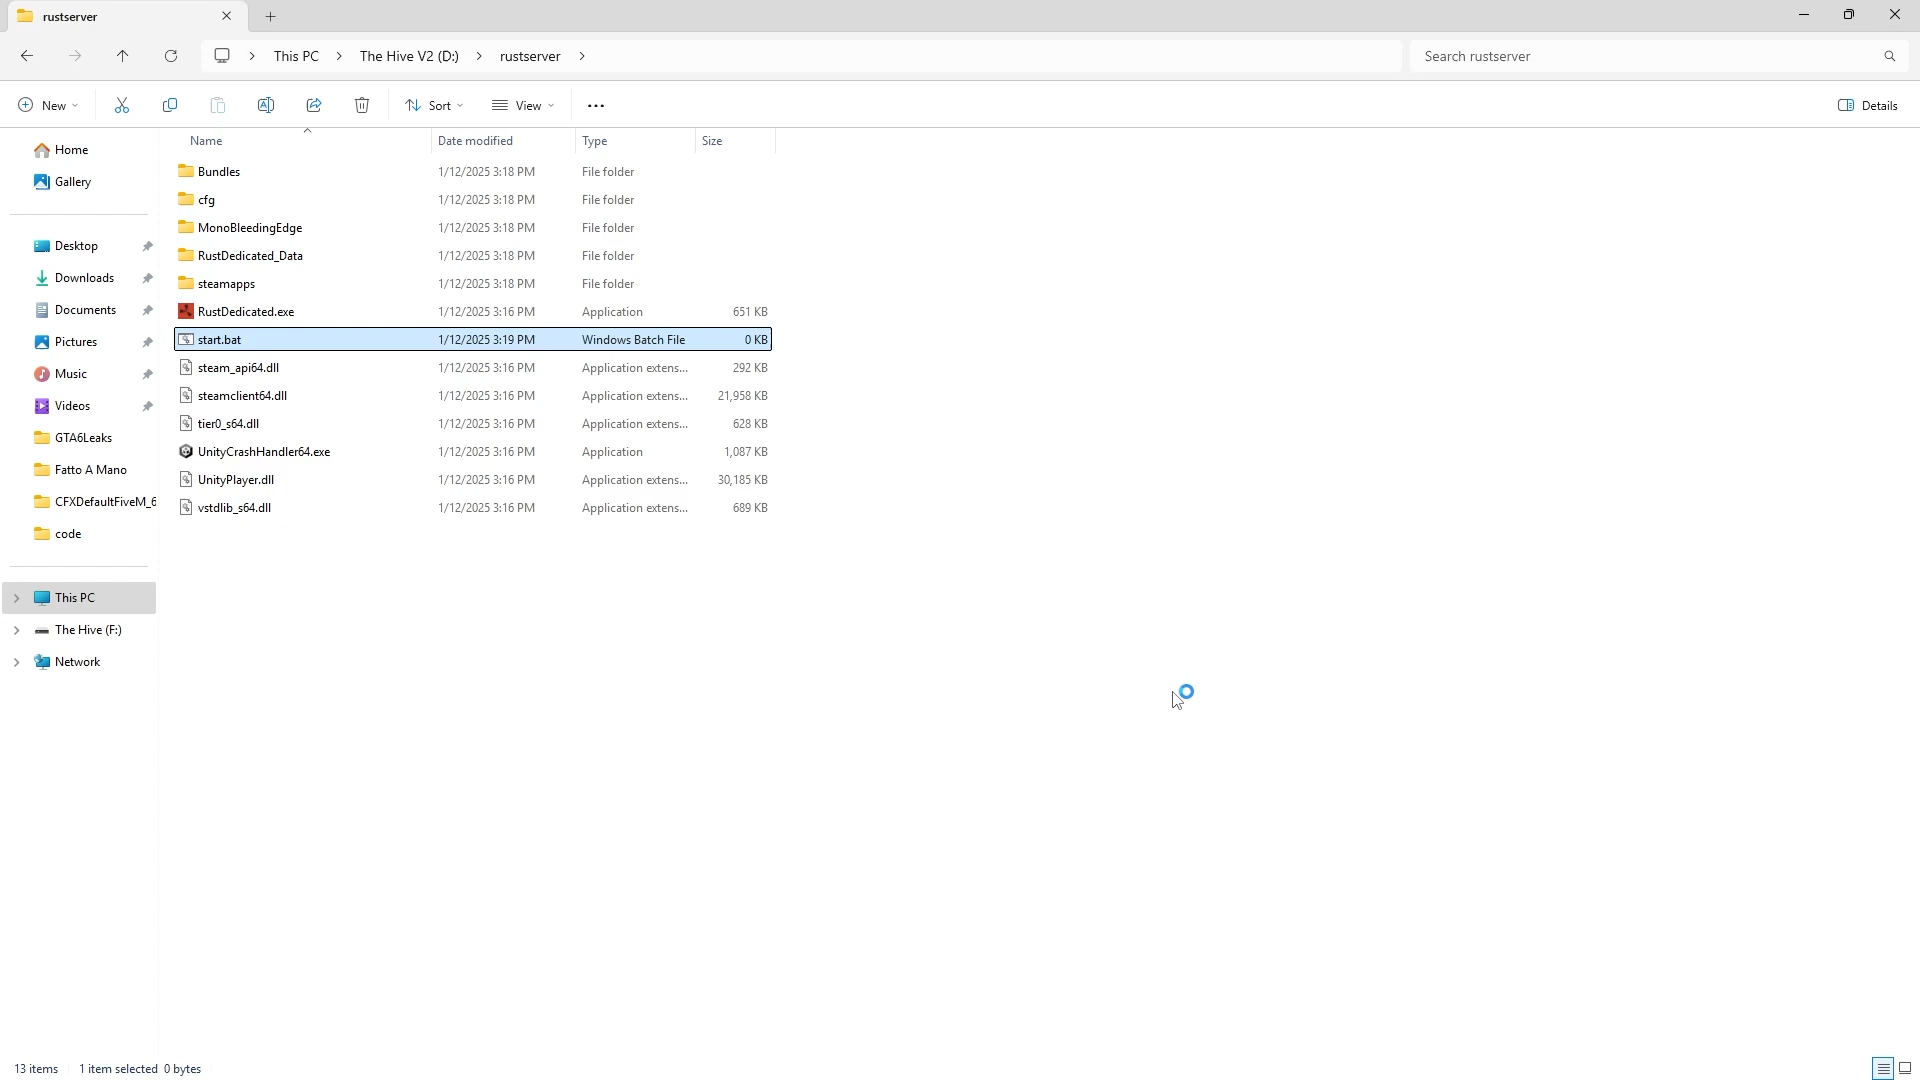 rustserver
This PC > The Hive V2 (D:) > rustserver >
Search rustserver
New
Sort
View
Details
Name Date modified Type Size
Home
Gallery
Desktop
Downloads
Documents
Pictures
Music
Videos
GTA6Leaks
Fatto A Mano
CFXDefaultFiveM_6
code
This PC
The Hive (F:)
Network
Bundles 1/12/2025 3:18 PM File folder
cfg 1/12/2025 3:18 PM File folder
MonoBleedingEdge 1/12/2025 3:18 PM File folder
RustDedicated_Data 1/12/2025 3:18 PM File folder
steamapps 1/12/2025 3:18 PM File folder
RustDedicated.exe 1/12/2025 3:16 PM Application 651 KB
start.bat 1/12/2025 3:19 PM Windows Batch File 0 KB
steam_api64.dll 1/12/2025 3:16 PM Application extens... 292 KB
steamclient64.dll 1/12/2025 3:16 PM Application extens... 21,958 KB
tier0_s64.dll 1/12/2025 3:16 PM Application extens... 628 KB
UnityCrashHandler64.exe 1/12/2025 3:16 PM Application 1,087 KB
UnityPlayer.dll 1/12/2025 3:16 PM Application extens... 30,185 KB
vstdlib_s64.dll 1/12/2025 3:16 PM Application extens... 689 KB
13 items 1 item selected 0 bytes